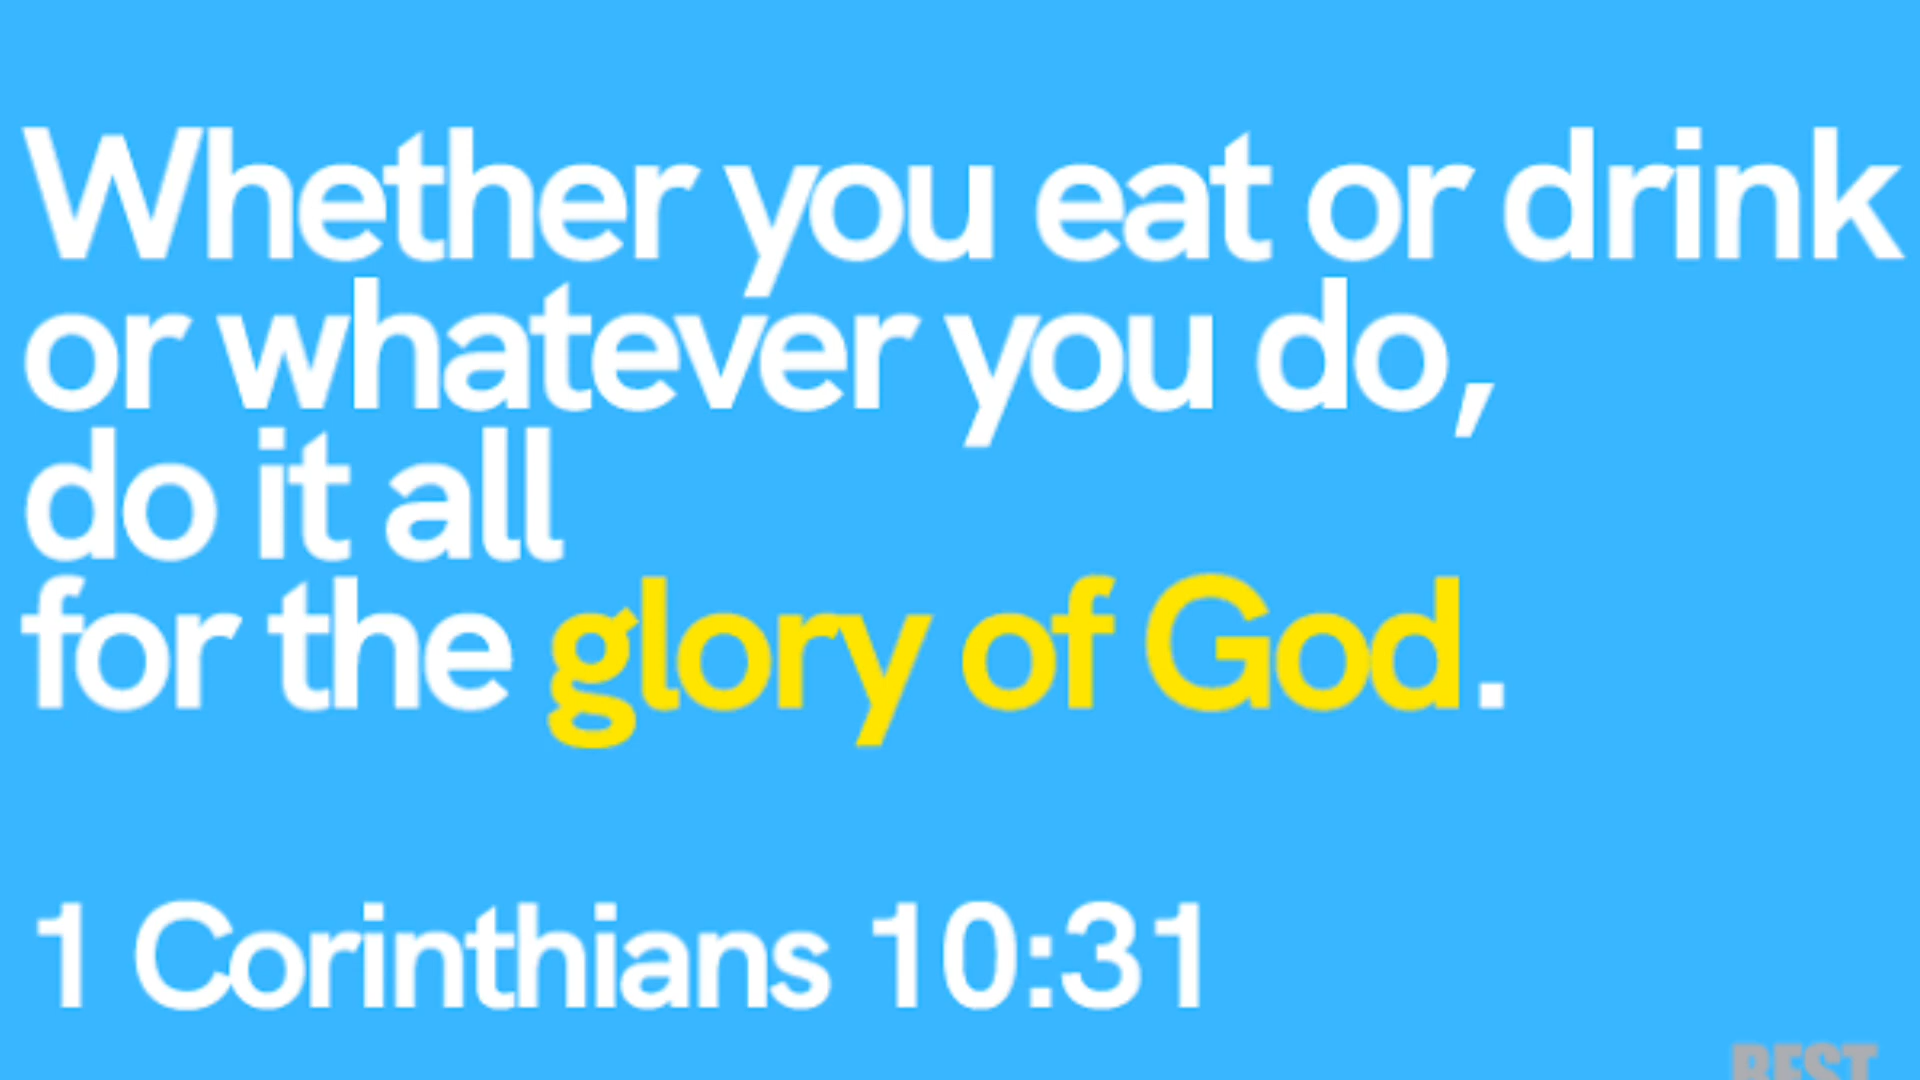 Whether you eat or drink
or whatever you do,
do it all
for the glory of God.
1 Corinthians 10:31
BEST